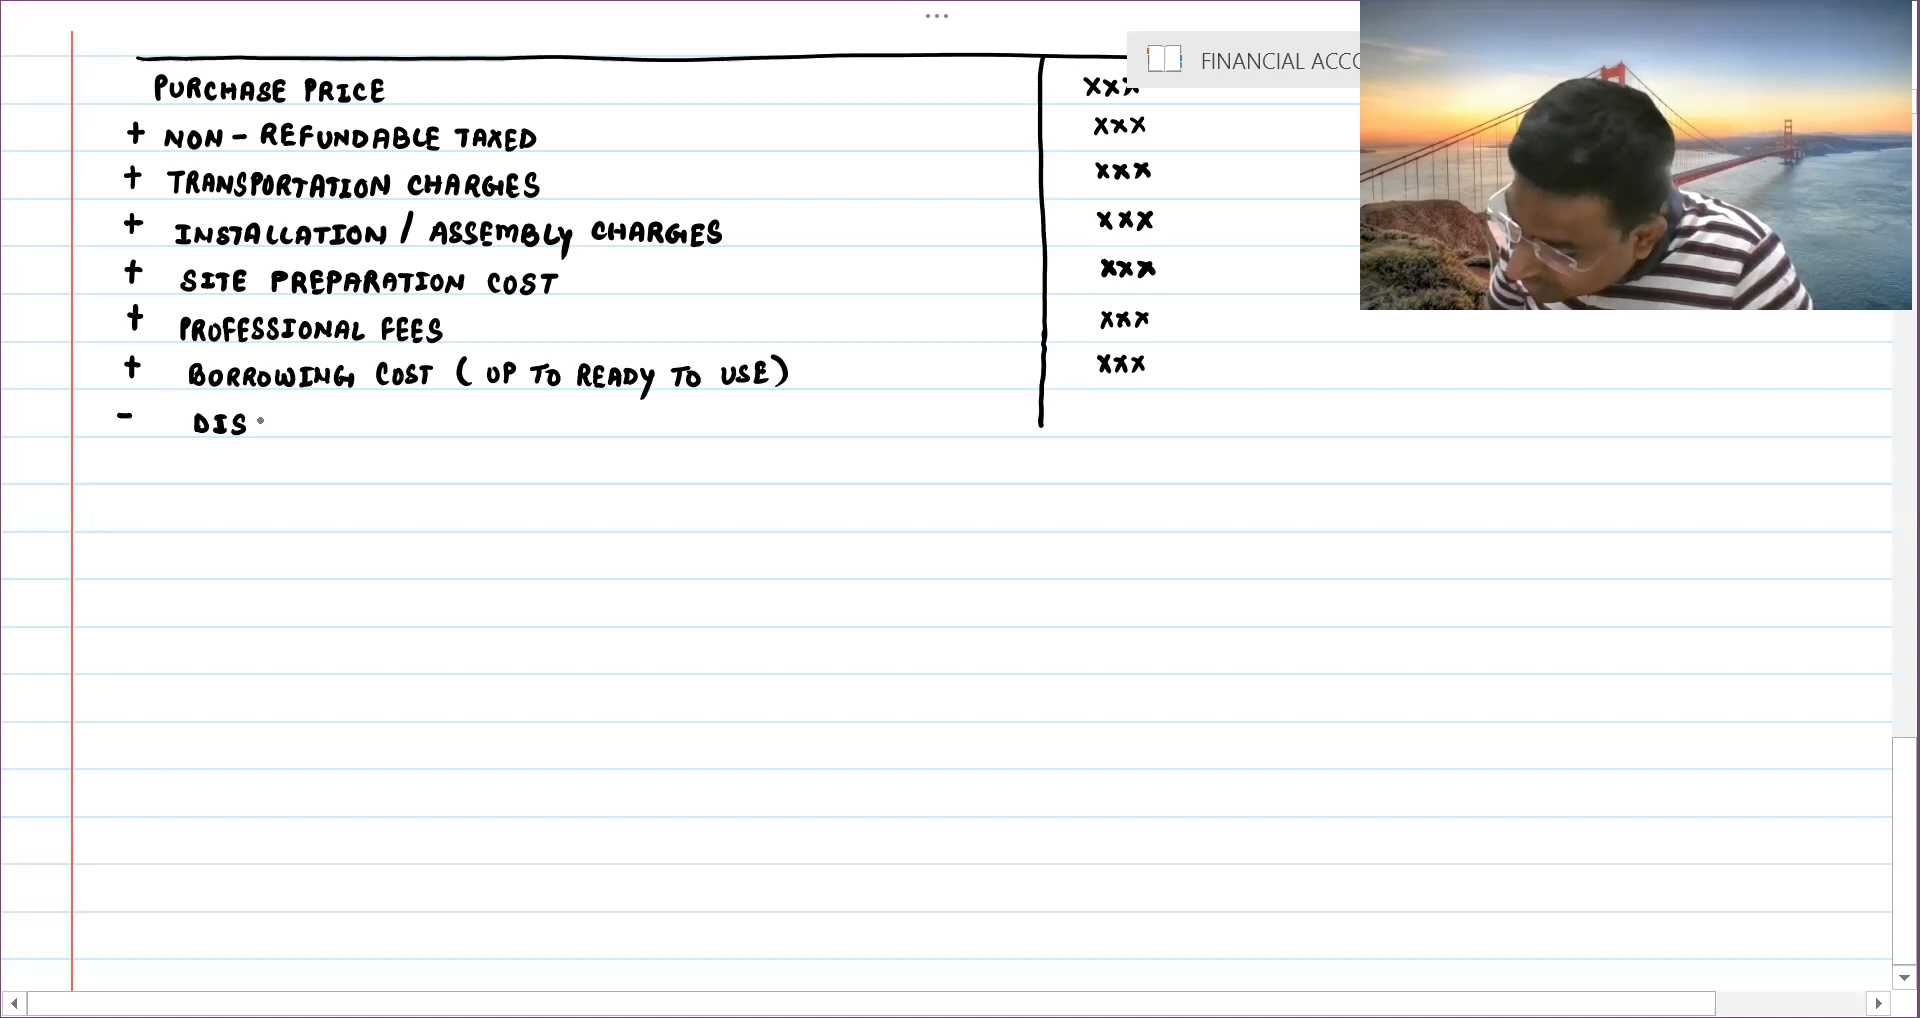 FINANCIAL ACCO
PURCHASE PRICE xxx
+ NON - REFUNDABLE TAXED xxx
+ TRANSPORTATION CHARGES xxx
+ INSTALLATION / ASSEMBLY CHARGES xxx
+ SITE PREPARATION COST xxx
+ PROFESSIONAL FEES xxx
+ BORROWING COST ( UP TO READY TO USE ) xxx
- DIS